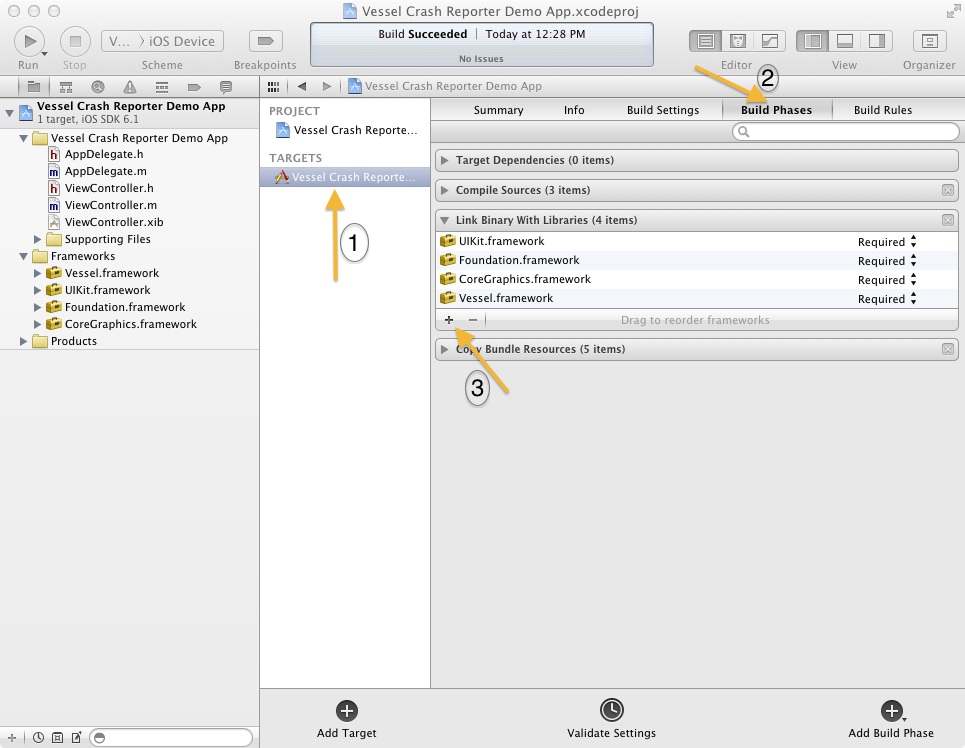 Vessel Crash Reporter Demo App.xcodeproj
Run
Stop
V... 〉iOS Device
Scheme
Breakpoints
Build Succeeded | Today at 12:28 PM
No Issues
Editor
View
Organizer
Vessel Crash Reporter Demo App
1 target, iOS SDK 6.1
Vessel Crash Reporter Demo App
h AppDelegate.h
m AppDelegate.m
h ViewController.h
m ViewController.m
ViewController.xib
Supporting Files
Frameworks
Vessel.framework
UIKit.framework
Foundation.framework
CoreGraphics.framework
Products
Vessel Crash Reporter Demo App
PROJECT
Vessel Crash Reporte...
TARGETS
Vessel Crash Reporte...
1
2
Summary Info Build Settings Build Phases Build Rules
Target Dependencies (0 items)
Compile Sources (3 items)
Link Binary With Libraries (4 items)
UIKit.framework Required
Foundation.framework Required
CoreGraphics.framework Required
Vessel.framework Required
+ − Drag to reorder frameworks
Copy Bundle Resources (5 items)
3
Add Target
Validate Settings
Add Build Phase